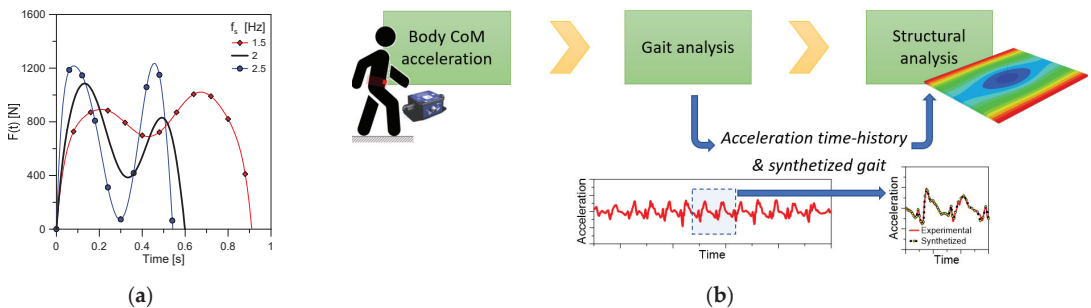 1600
1200
800
400
0
F(t) [N]
0
0.2
0.4
0.6
0.8
1
Time [s]
f_s [Hz]
1.5
2
2.5
(a)
Body CoM
acceleration
Gait analysis
Structural
analysis
Acceleration time-history
& synthetized gait
Acceleration
Time
Acceleration
Experimental
Synthetized
Time
(b)